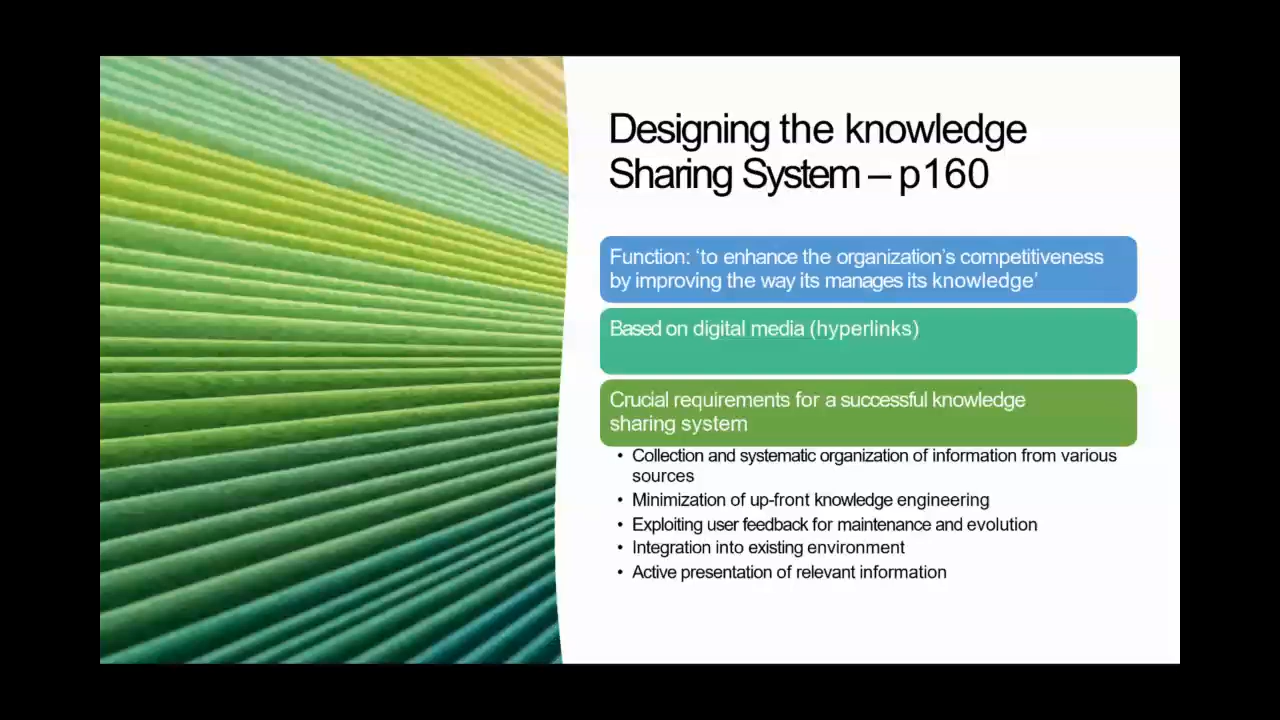 Designing the knowledge
Sharing System – p160
Function: ‘to enhance the organization’s competitiveness
by improving the way its manages its knowledge’
Based on digital media (hyperlinks)
Crucial requirements for a successful knowledge
sharing system
• Collection and systematic organization of information from various
sources
• Minimization of up-front knowledge engineering
• Exploiting user feedback for maintenance and evolution
• Integration into existing environment
• Active presentation of relevant information